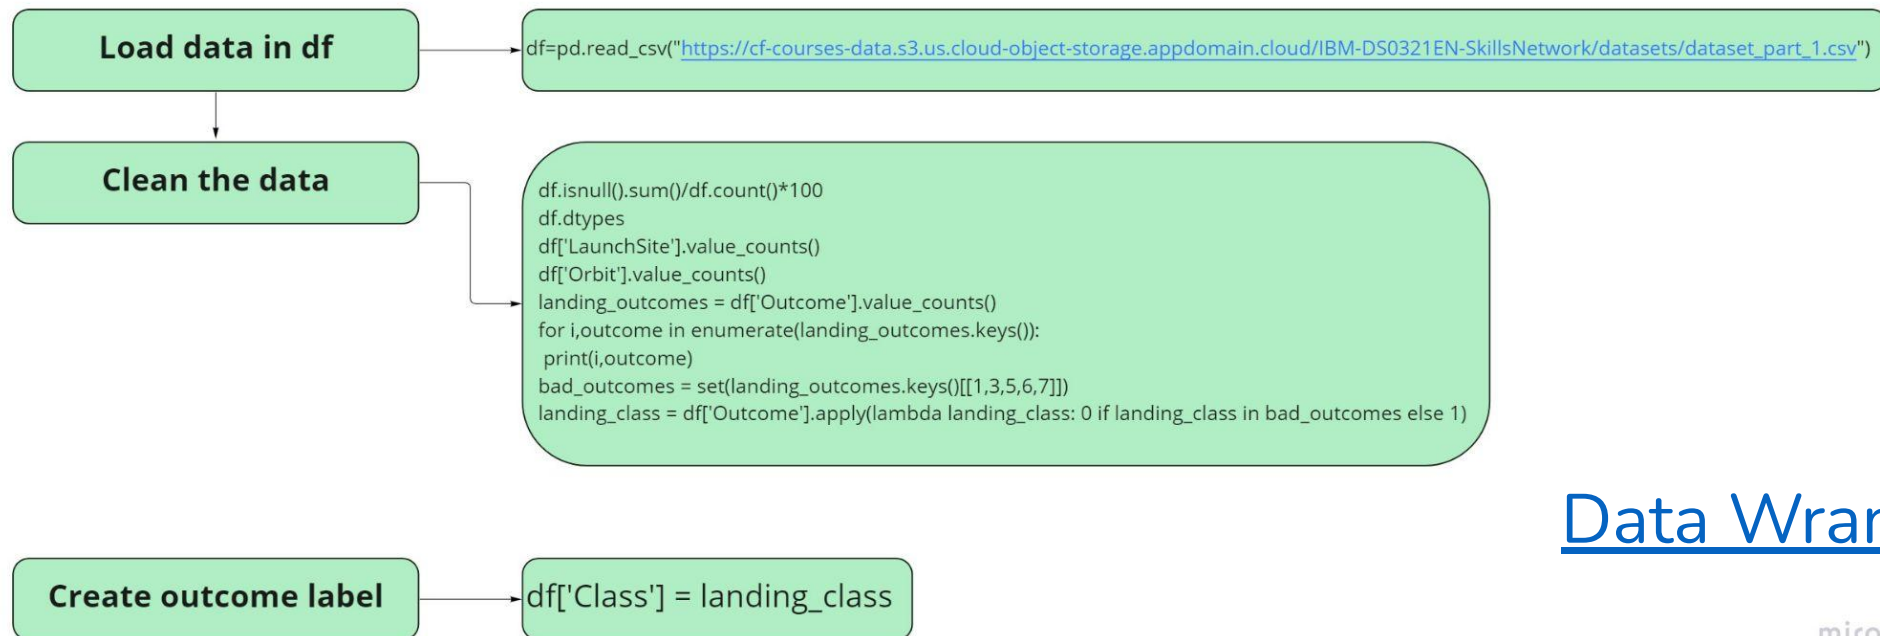 Load data in df
df=pd.read_csv("https://cf-courses-data.s3.us.cloud-object-storage.appdomain.cloud/IBM-DS0321EN-SkillsNetwork/datasets/dataset_part_1.csv")
Clean the data
df.isnull().sum()/df.count()*100
df.dtypes
df['LaunchSite'].value_counts()
df['Orbit'].value_counts()
landing_outcomes = df['Outcome'].value_counts()
for i,outcome in enumerate(landing_outcomes.keys()):
print(i,outcome)
bad_outcomes = set(landing_outcomes.keys()[[1,3,5,6,7]])
landing_class = df['Outcome'].apply(lambda landing_class: 0 if landing_class in bad_outcomes else 1)
Data
Create outcome label
df['Class'] = landing_class